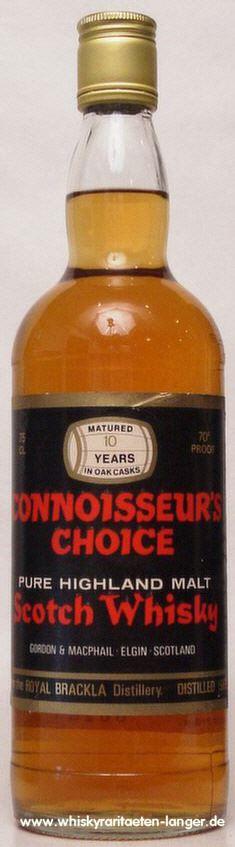 MATURED
10
YEARS
IN OAK CASKS
75
CL
70°
PROOF
CONNOISSEUR'S
CHOICE
PURE HIGHLAND MALT
Scotch Whisky
GORDON & MACPHAIL · ELGIN · SCOTLAND
the ROYAL BRACKLA Distillery. DISTILLED
www.whiskyraritaeten-langer.de